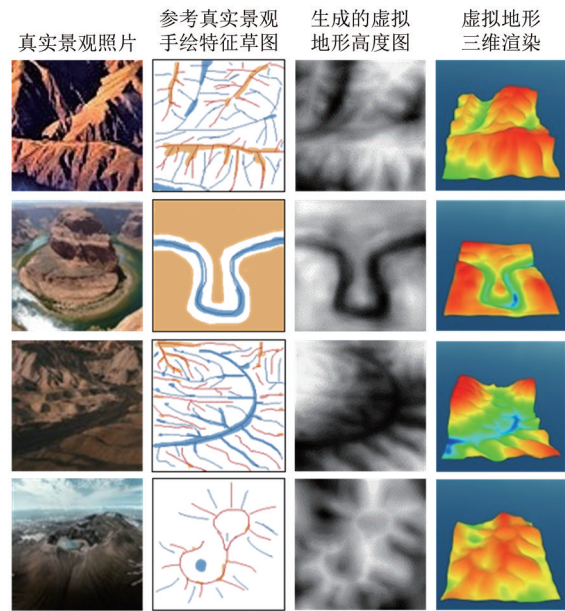 真实景观照片
参考真实景观
手绘特征草图
生成的虚拟
地形高度图
虚拟地形
三维渲染